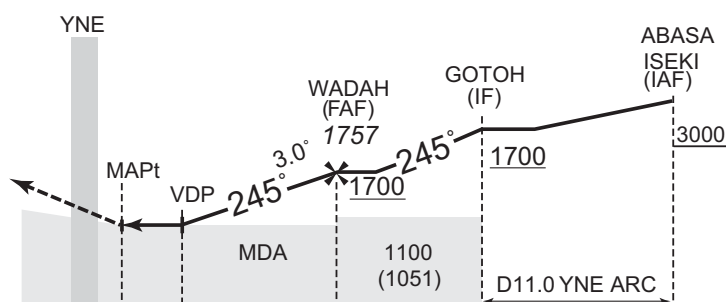 YNE
ABASA
ISEKI
(IAF)
GOTOH
(IF)
WADAH
(FAF)
1757
3000
3.0°
245°
1700
MAPt
VDP
245°
1700
MDA
1100
(1051)
D11.0 YNE ARC